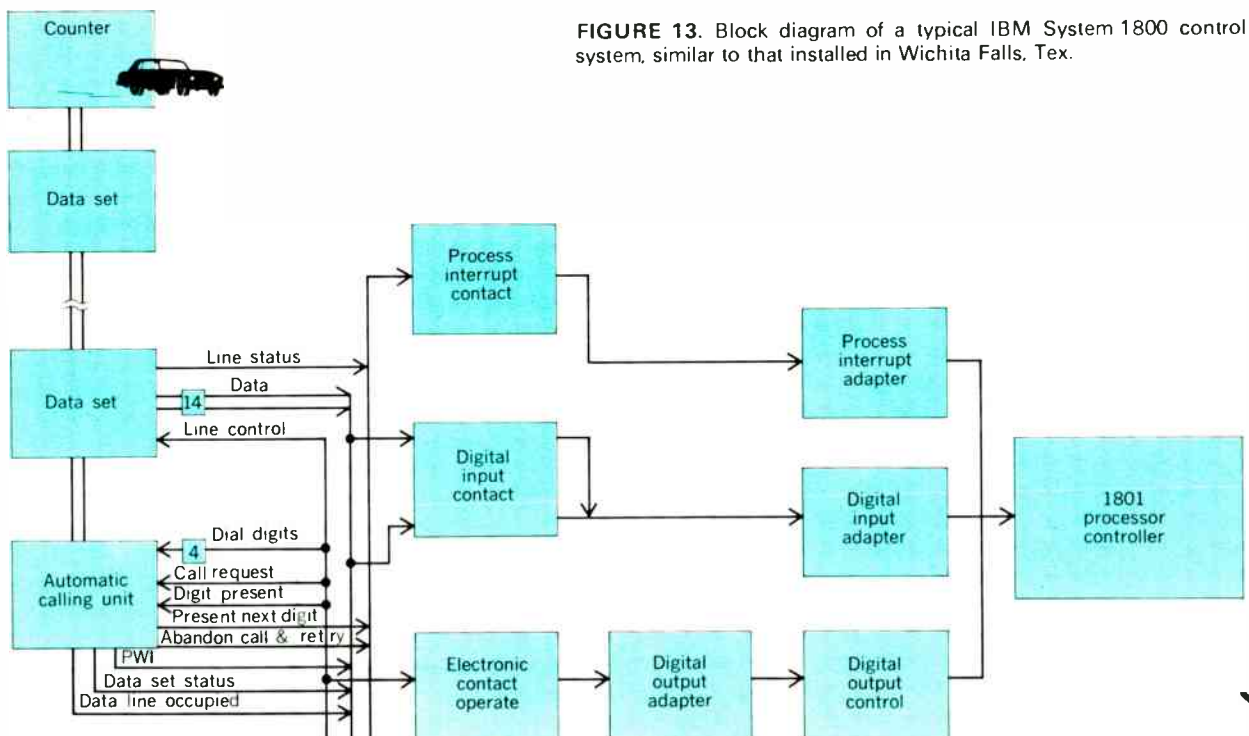 FIGURE 13. Block diagram of a typical IBM System 1800 control
system, similar to that installed in Wichita Falls, Tex.
Counter
Data set
Process
interrupt
contact
Process
interrupt
adapter
Line status
Data
14
Data set
Line control
Digital
input
contact
Digital
input
adapter
1801
processor
controller
Dial digits
4
Automatic
calling unit
Call request
Digit present
Present next digit
Abandon call & retry
PWI
Data set status
Data line occupied
Electronic
contact
operate
Digital
output
adapter
Digital
output
control